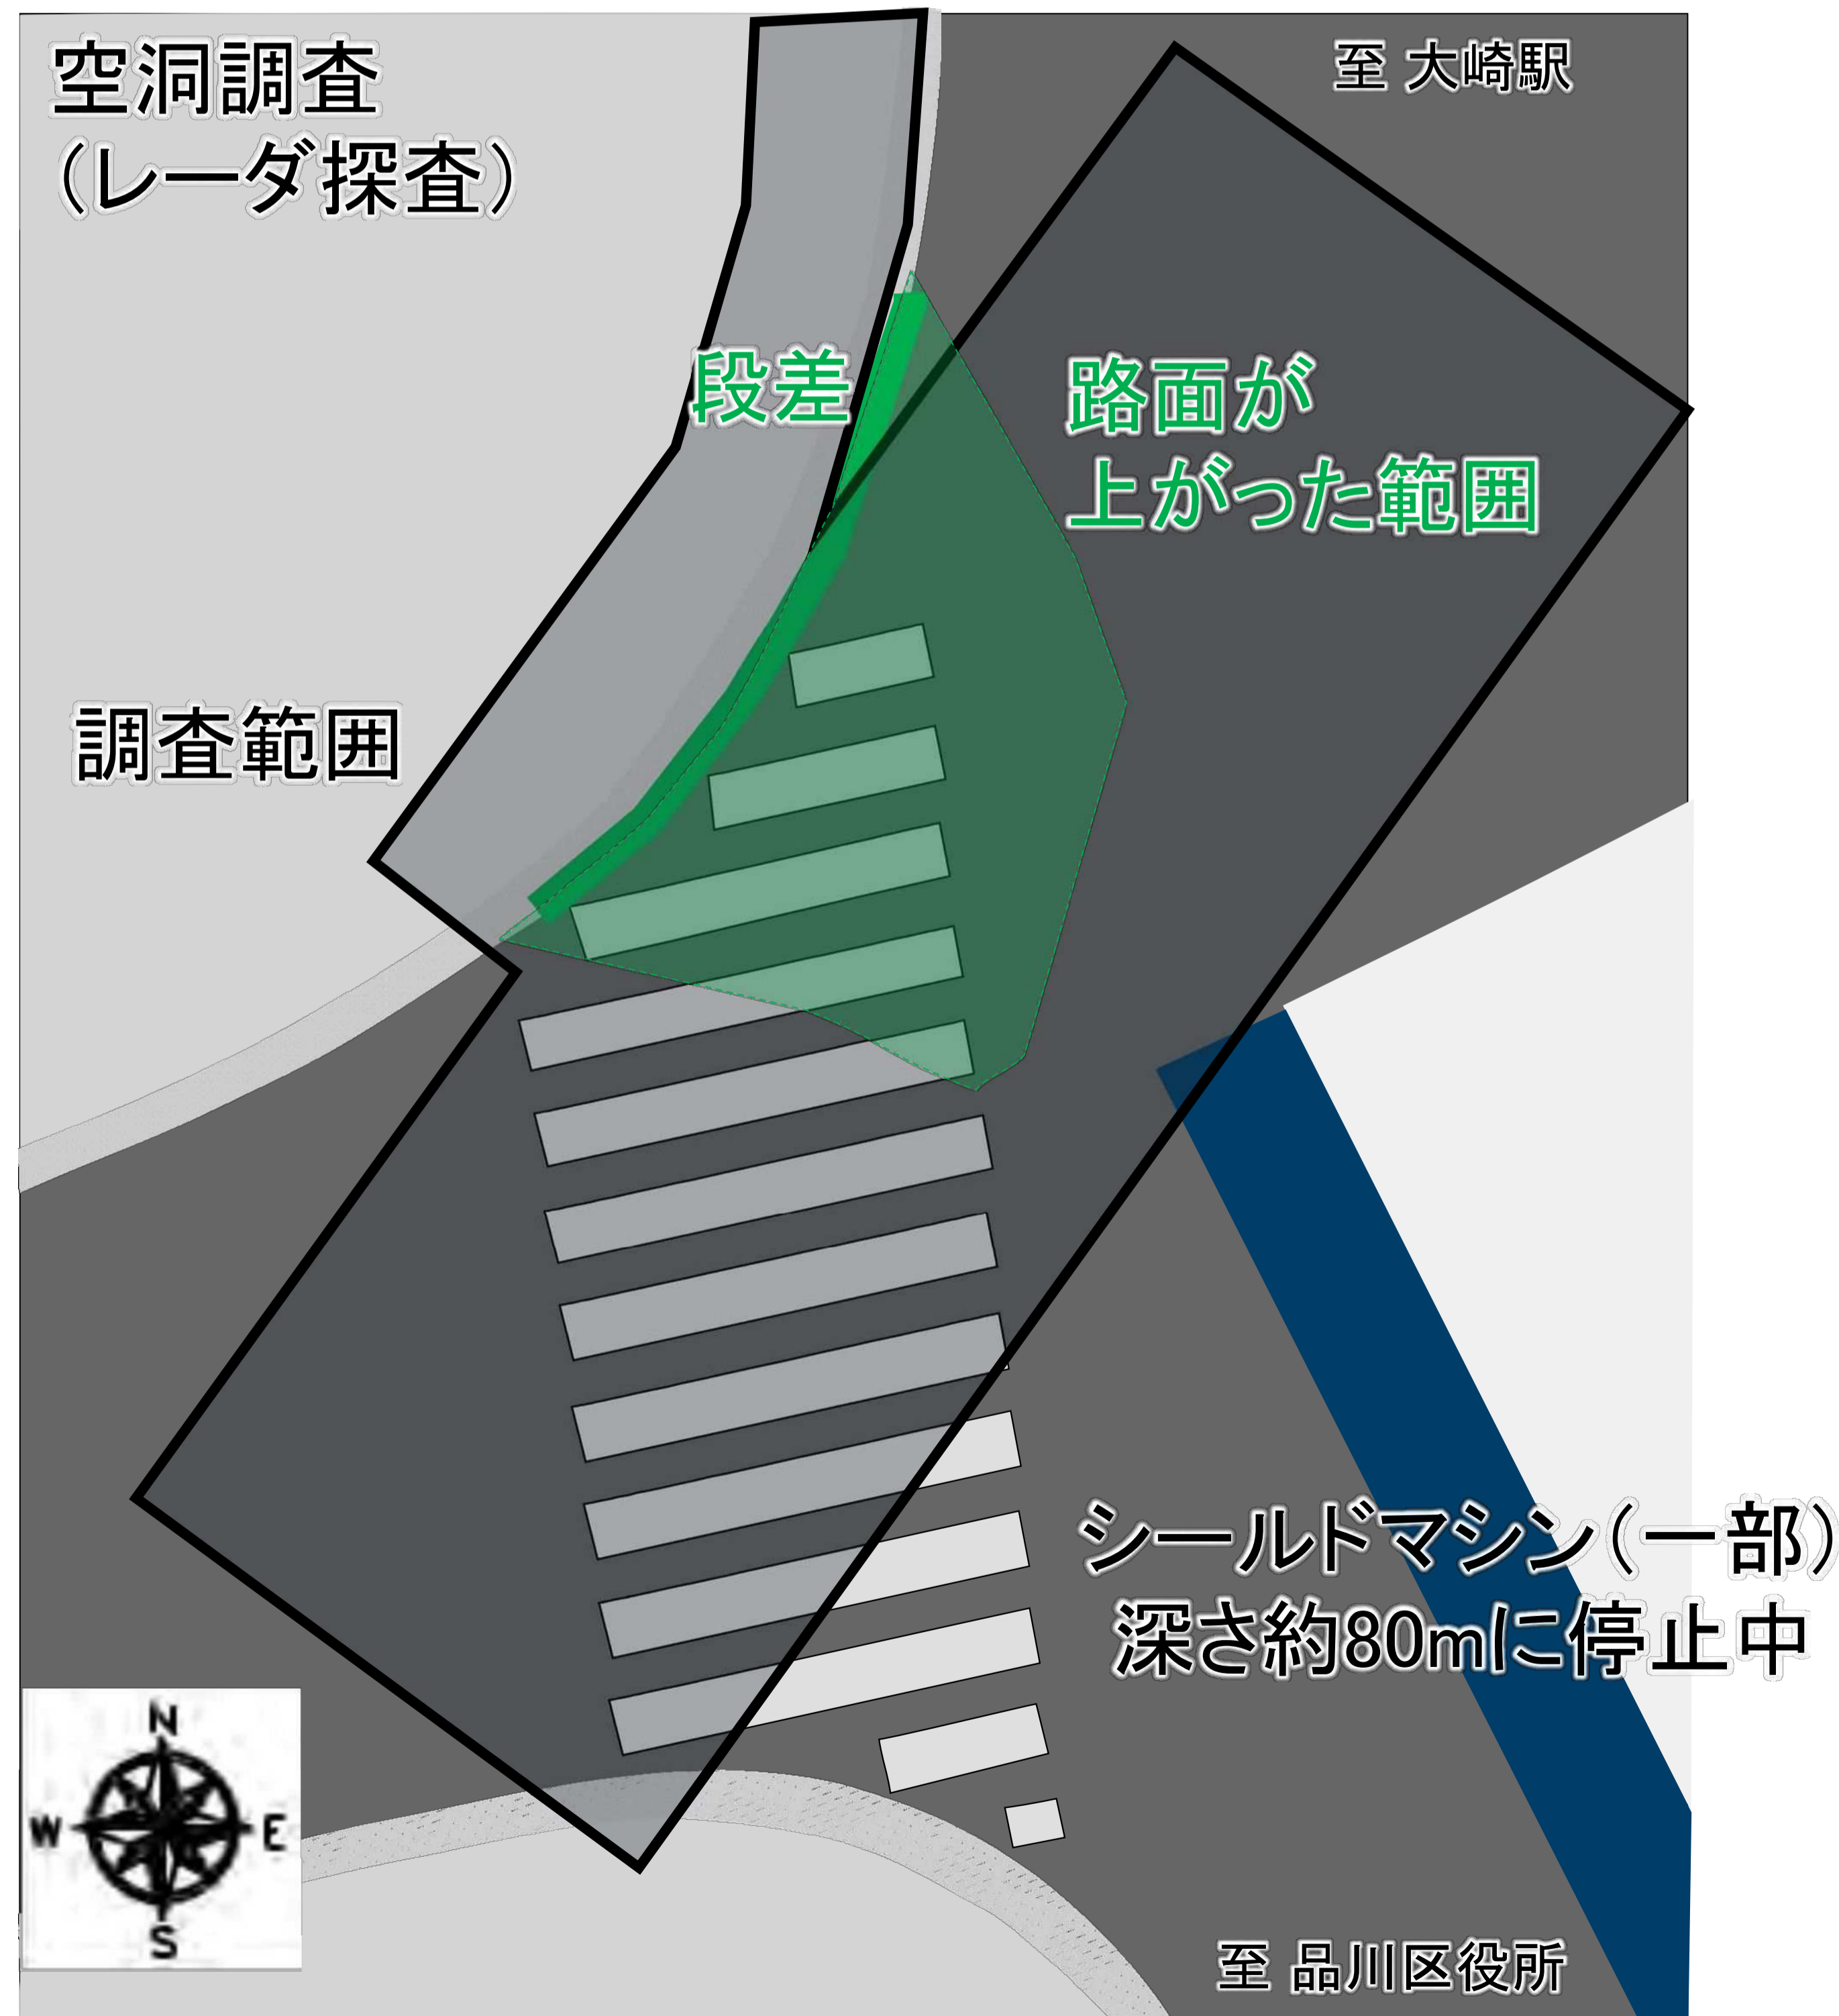 空洞調査
（レーダ探査）
至 大崎駅
段差
路面が
上がった範囲
調査範囲
シールドマシン（一部）
深さ約80mに停止中
N
W
E
S
至 品川区役所